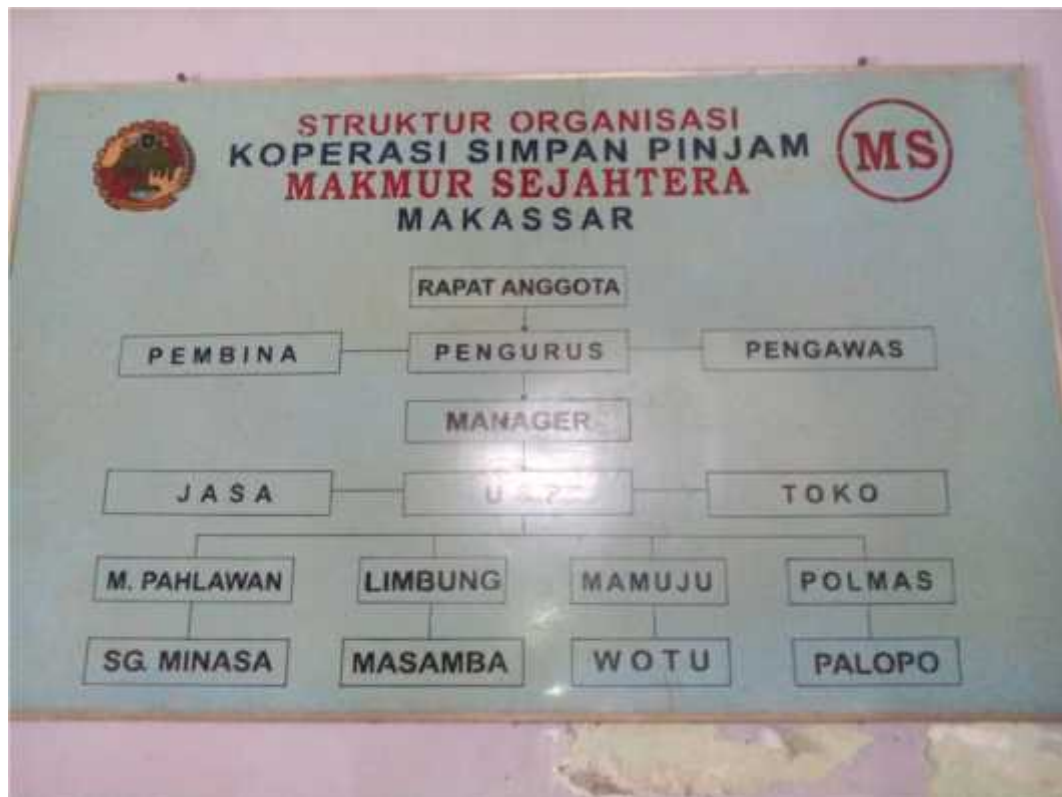 STRUKTUR ORGANISASI
KOPERASI SIMPAN PINJAM
MAKMUR SEJAHTERA
MAKASSAR
MS
RAPAT ANGGOTA
PEMBINA PENGURUS PENGAWAS
MANAGER
JASA TOKO
M. PAHLAWAN LIMBUNG MAMUJU POLMAS
SG. MINASA MASAMBA WOTU PALOPO